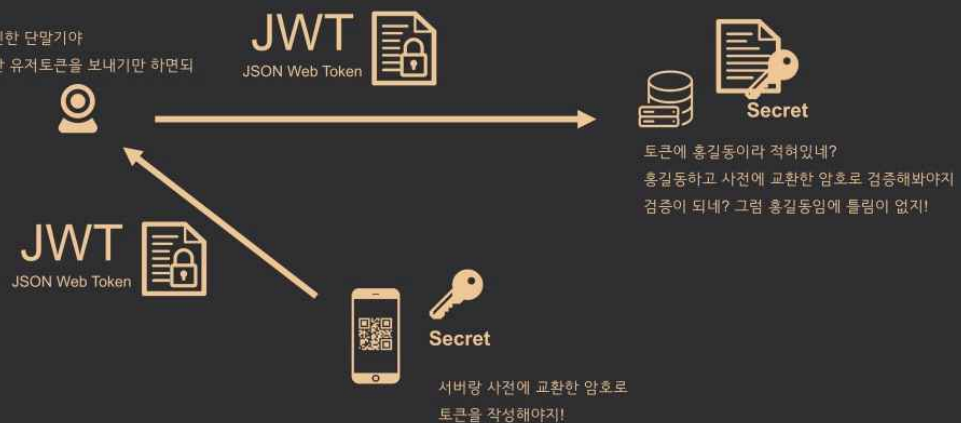 단말기야
유저토큰을 보내기만 하면되
JWT
JSON Web Token
Secret
토큰에 홍길동이라 적혀있네?
홍길동하고 사전에 교환한 암호로 검증해봐야지
검증이 되네? 그럼 홍길동임에 틀림이 없지!
JWT
JSON Web Token
Secret
서버랑 사전에 교환한 암호로
토큰을 작성해야지!